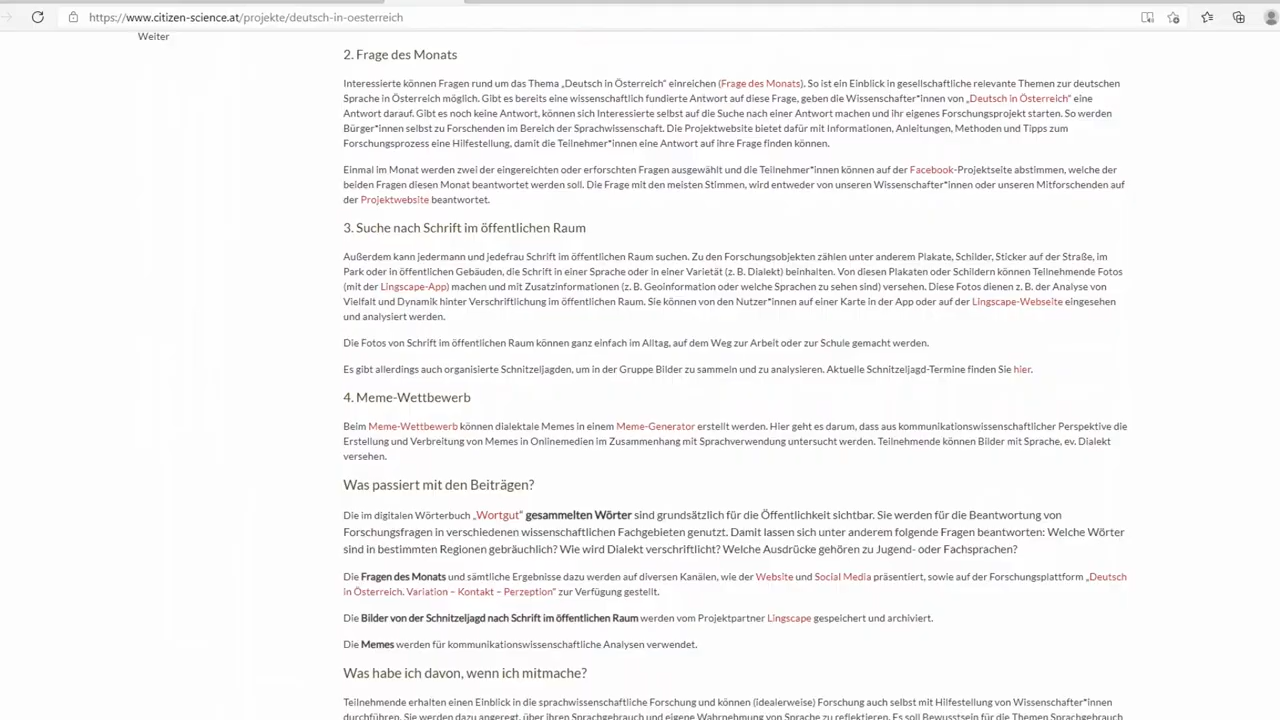 https://www.citizen-science.at/projekte/deutsch-in-oesterreich
Weiter
2. Frage des Monats
Interessierte können Fragen rund um das Thema „Deutsch in Österreich“ einreichen (Frage des Monats). So ist ein Einblick in gesellschaftliche relevante Themen zur deutschen
Sprache in Österreich möglich. Gibt es bereits eine wissenschaftlich fundierte Antwort auf diese Frage, geben die Wissenschafter*innen von „Deutsch in Österreich“ eine
Antwort darauf. Gibt es noch keine Antwort, können sich Interessierte selbst auf die Suche nach einer Antwort machen und ihr eigenes Forschungsprojekt starten. So werden
Bürger*innen selbst zu Forschenden im Bereich der Sprachwissenschaft. Die Projektwebsite bietet dafür mit Informationen, Anleitungen, Methoden und Tipps zum
Forschungsprozess eine Hilfestellung, damit die Teilnehmer*innen eine Antwort auf ihre Frage finden können.
Einmal im Monat werden zwei der eingereichten oder erforschten Fragen ausgewählt und die Teilnehmer*innen können auf der Facebook-Projektseite abstimmen, welche der
beiden Fragen diesen Monat beantwortet werden soll. Die Frage mit den meisten Stimmen, wird entweder von unseren Wissenschafter*innen oder unseren Mitforschenden auf
der Projektwebsite beantwortet.
3. Suche nach Schrift im öffentlichen Raum
Außerdem kann jedermann und jedefrau Schrift im öffentlichen Raum suchen. Zu den Forschungsobjekten zählen unter anderem Plakate, Schilder, Sticker auf der Straße, im
Park oder in öffentlichen Gebäuden, die Schrift in einer Sprache oder in einer Varietät (z. B. Dialekt) beinhalten. Von diesen Plakaten oder Schildern können Teilnehmende Fotos
(mit der Lingscape-App) machen und mit Zusatzinformationen (z. B. Geoinformation oder welche Sprachen zu sehen sind) versehen. Diese Fotos dienen z. B. der Analyse von
Vielfalt und Dynamik hinter Verschriftlichung im öffentlichen Raum. Sie können von den Nutzer*innen auf einer Karte in der App oder auf der Lingscape-Webseite eingesehen
und analysiert werden.
Die Fotos von Schrift im öffentlichen Raum können ganz einfach im Alltag, auf dem Weg zur Arbeit oder zur Schule gemacht werden.
Es gibt allerdings auch organisierte Schnitzeljagden, um in der Gruppe Bilder zu sammeln und zu analysieren. Aktuelle Schnitzeljagd-Termine finden Sie hier.
4. Meme-Wettbewerb
Beim Meme-Wettbewerb können dialektale Memes in einem Meme-Generator erstellt werden. Hier geht es darum, dass aus kommunikationswissenschaftlicher Perspektive die
Erstellung und Verbreitung von Memes in Onlinemedien im Zusammenhang mit Sprachverwendung untersucht werden. Teilnehmende können Bilder mit Sprache, ev. Dialekt
versehen.
Was passiert mit den Beiträgen?
Die im digitalen Wörterbuch „Wortgut“ gesammelten Wörter sind grundsätzlich für die Öffentlichkeit sichtbar. Sie werden für die Beantwortung von
Forschungsfragen in verschiedenen wissenschaftlichen Fachgebieten genutzt. Damit lassen sich unter anderem folgende Fragen beantworten: Welche Wörter
sind in bestimmten Regionen gebräuchlich? Wie wird Dialekt verschriftlicht? Welche Ausdrücke gehören zu Jugend- oder Fachsprachen?
Die Fragen des Monats und sämtliche Ergebnisse dazu werden auf diversen Kanälen, wie der Website und Social Media präsentiert, sowie auf der Forschungsplattform „Deutsch
in Österreich. Variation – Kontakt – Perzeption“ zur Verfügung gestellt.
Die Bilder von der Schnitzeljagd nach Schrift im öffentlichen Raum werden vom Projektpartner Lingscape gespeichert und archiviert.
Die Memes werden für kommunikationswissenschaftliche Analysen verwendet.
Was habe ich davon, wenn ich mitmache?
Teilnehmende erhalten einen Einblick in die sprachwissenschaftliche Forschung und können (idealerweise) Forschung auch selbst mit Hilfestellung von Wissenschafter*innen
durchführen. Sie werden dazu angeregt, über ihren Sprachgebrauch und eigene Wahrnehmung von Sprache zu reflektieren. Es soll Bewusstsein für die Themen Sprachgebrauch